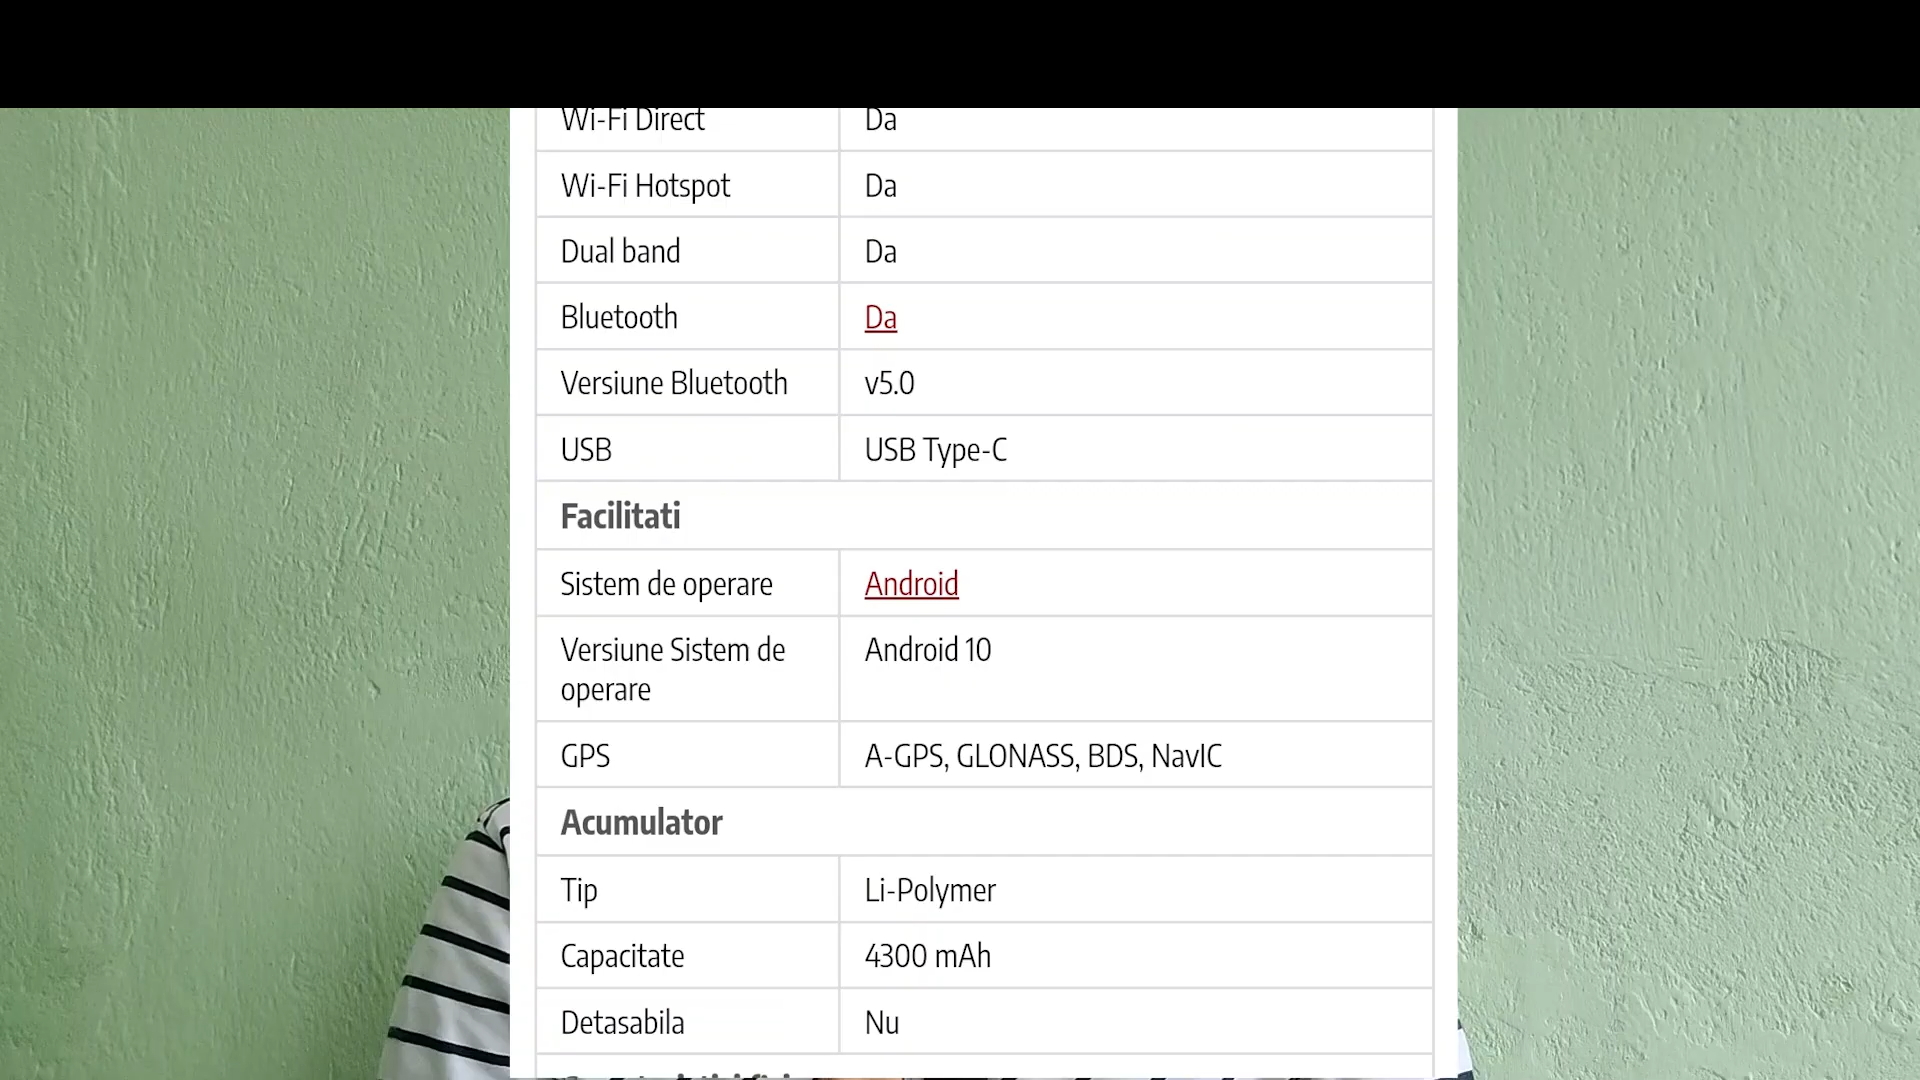 Wi-Fi Direct Da
Wi-Fi Hotspot Da
Dual band Da
Bluetooth Da
Versiune Bluetooth v5.0
USB USB Type-C
Facilitati
Sistem de operare Android
Versiune Sistem de Android 10
operare
GPS A-GPS, GLONASS, BDS, NavIC
Acumulator
Tip Li-Polymer
Capacitate 4300 mAh
Detasabila Nu